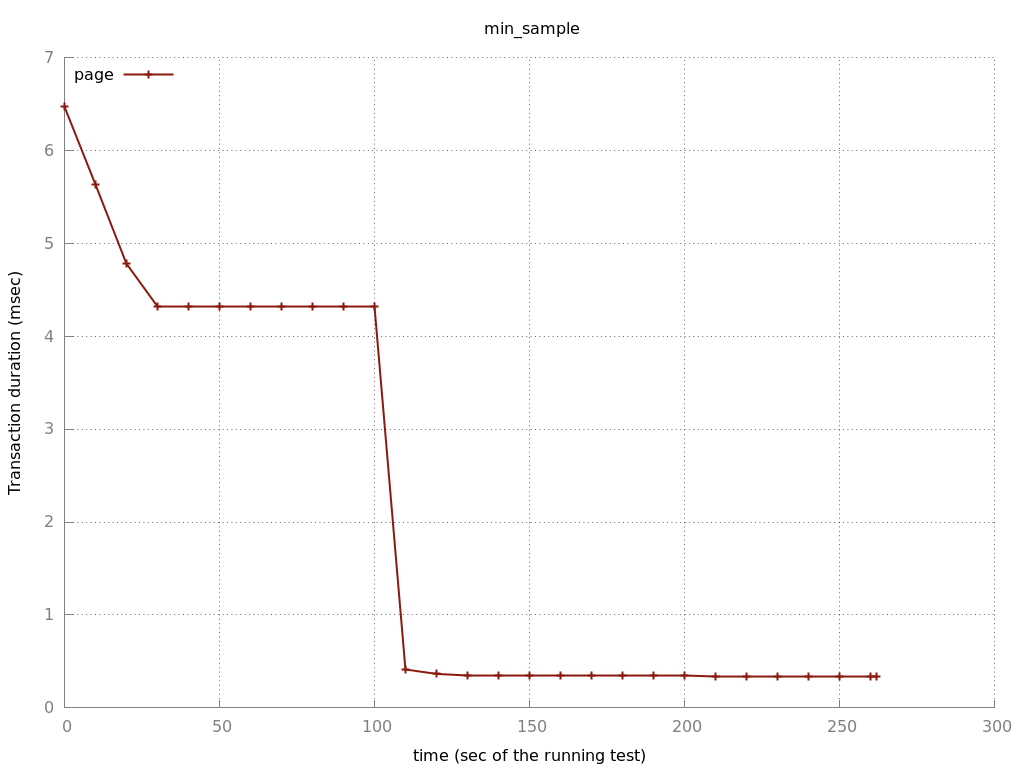 min_sample
page
7
6
5
4
3
2
1
0
Transaction duration (msec)
0 50 100 150 200 250 300
time (sec of the running test)